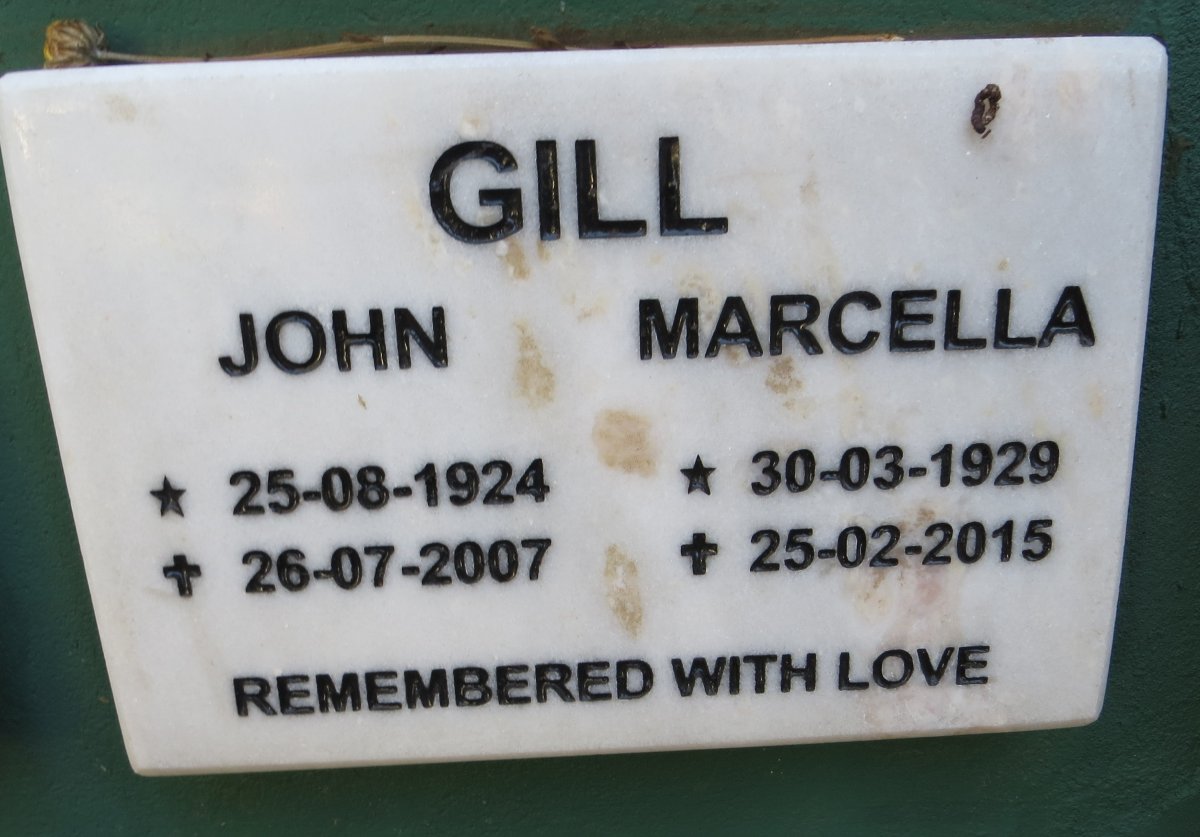 GILL
JOHN MARCELLA
★ 25-08-1924 ★ 30-03-1929
✝ 26-07-2007 ✝ 25-02-2015
REMEMBERED WITH LOVE